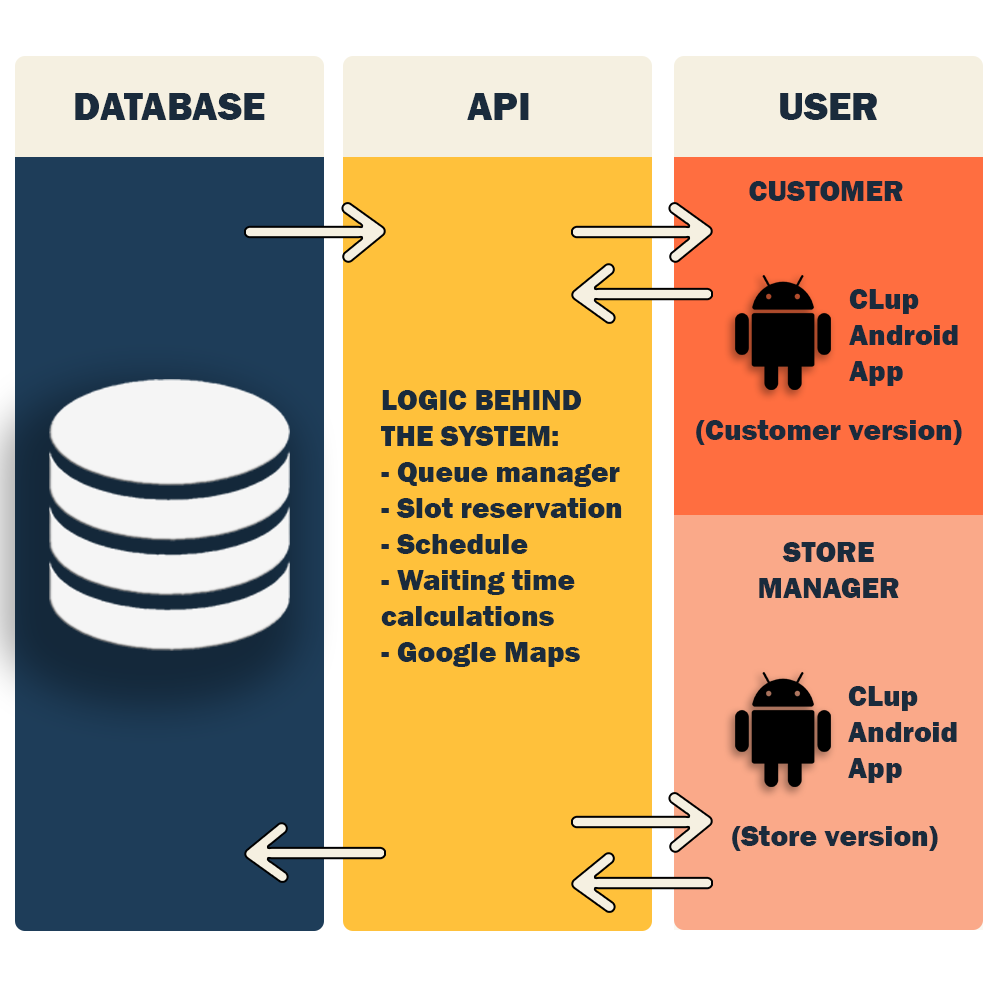 DATABASE
API
LOGIC BEHIND
THE SYSTEM:
- Queue manager
- Slot reservation
- Schedule
- Waiting time
calculations
- Google Maps
USER
CUSTOMER
CLup
Android
App
(Customer version)
STORE
MANAGER
CLup
Android
App
(Store version)